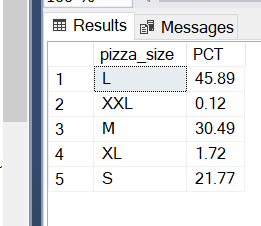 Results Messages
pizza_size PCT
1 L 45.89
2 XXL 0.12
3 M 30.49
4 XL 1.72
5 S 21.77